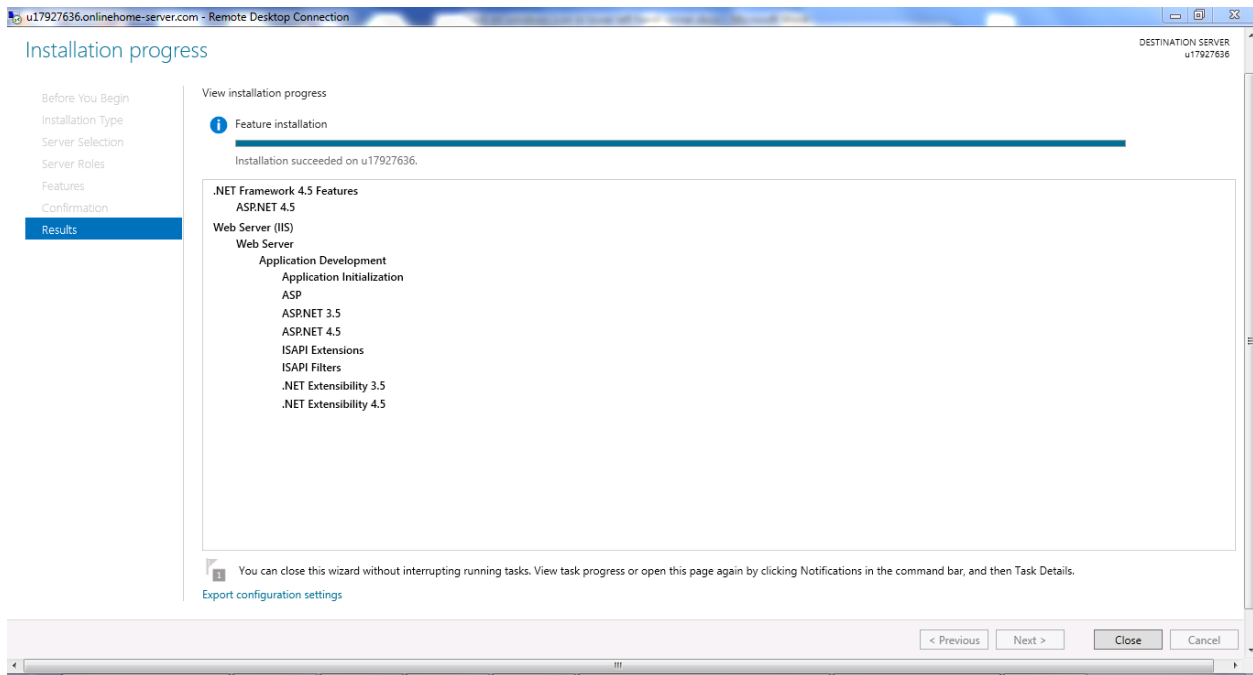 u17927636.onlinehome-server.com - Remote Desktop Connection
Installation progress
DESTINATION SERVER
u17927636
Before You Begin
Installation Type
Server Selection
Server Roles
Features
Confirmation
Results
View installation progress
Feature installation
Installation succeeded on u17927636.
.NET Framework 4.5 Features
ASP.NET 4.5
Web Server (IIS)
Web Server
Application Development
Application Initialization
ASP
ASP.NET 3.5
ASP.NET 4.5
ISAPI Extensions
ISAPI Filters
.NET Extensibility 3.5
.NET Extensibility 4.5
1
You can close this wizard without interrupting running tasks. View task progress or open this page again by clicking Notifications in the command bar, and then Task Details.
Export configuration settings
< Previous
Next >
Close
Cancel